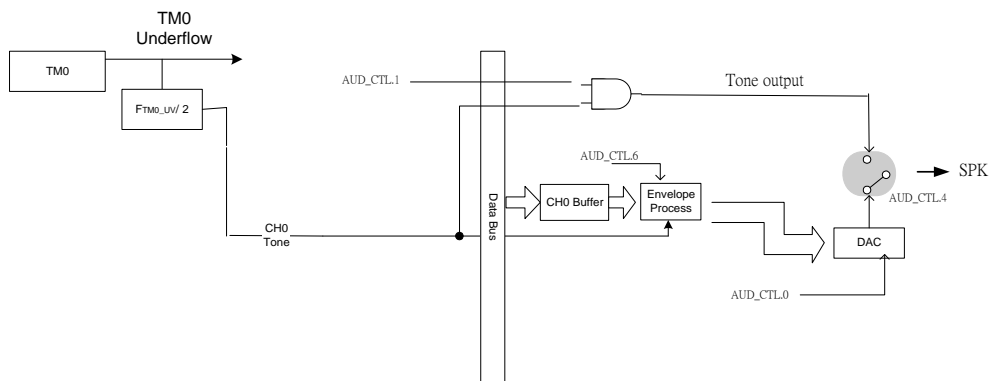 TM0
Underflow
TM0
FTM0_UV/ 2
AUD_CTL.1
Tone output
AUD_CTL.6
SPK
AUD_CTL.4
CH0 Buffer
Envelope
Process
Data Bus
CH0
Tone
DAC
AUD_CTL.0